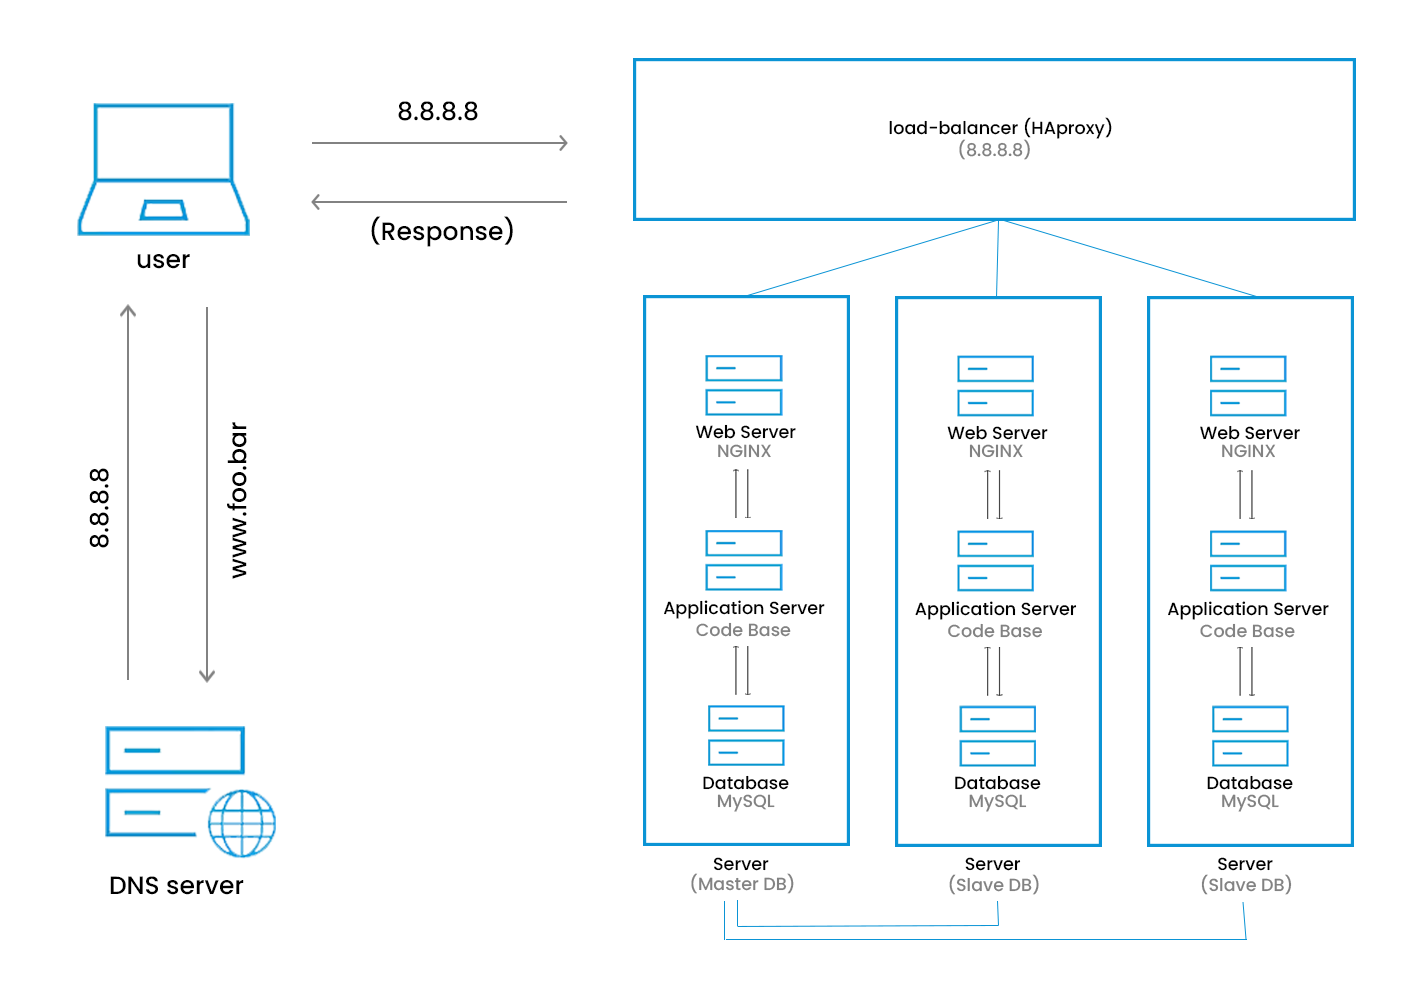 8.8.8.8
(Response)
user
8.8.8.8
www.foo.bar
DNS server
load-balancer (HAproxy)
(8.8.8.8)
Web Server
NGINX
Application Server
Code Base
Database
MySQL
Server
(Master DB)
Web Server
NGINX
Application Server
Code Base
Database
MySQL
Server
(Slave DB)
Web Server
NGINX
Application Server
Code Base
Database
MySQL
Server
(Slave DB)